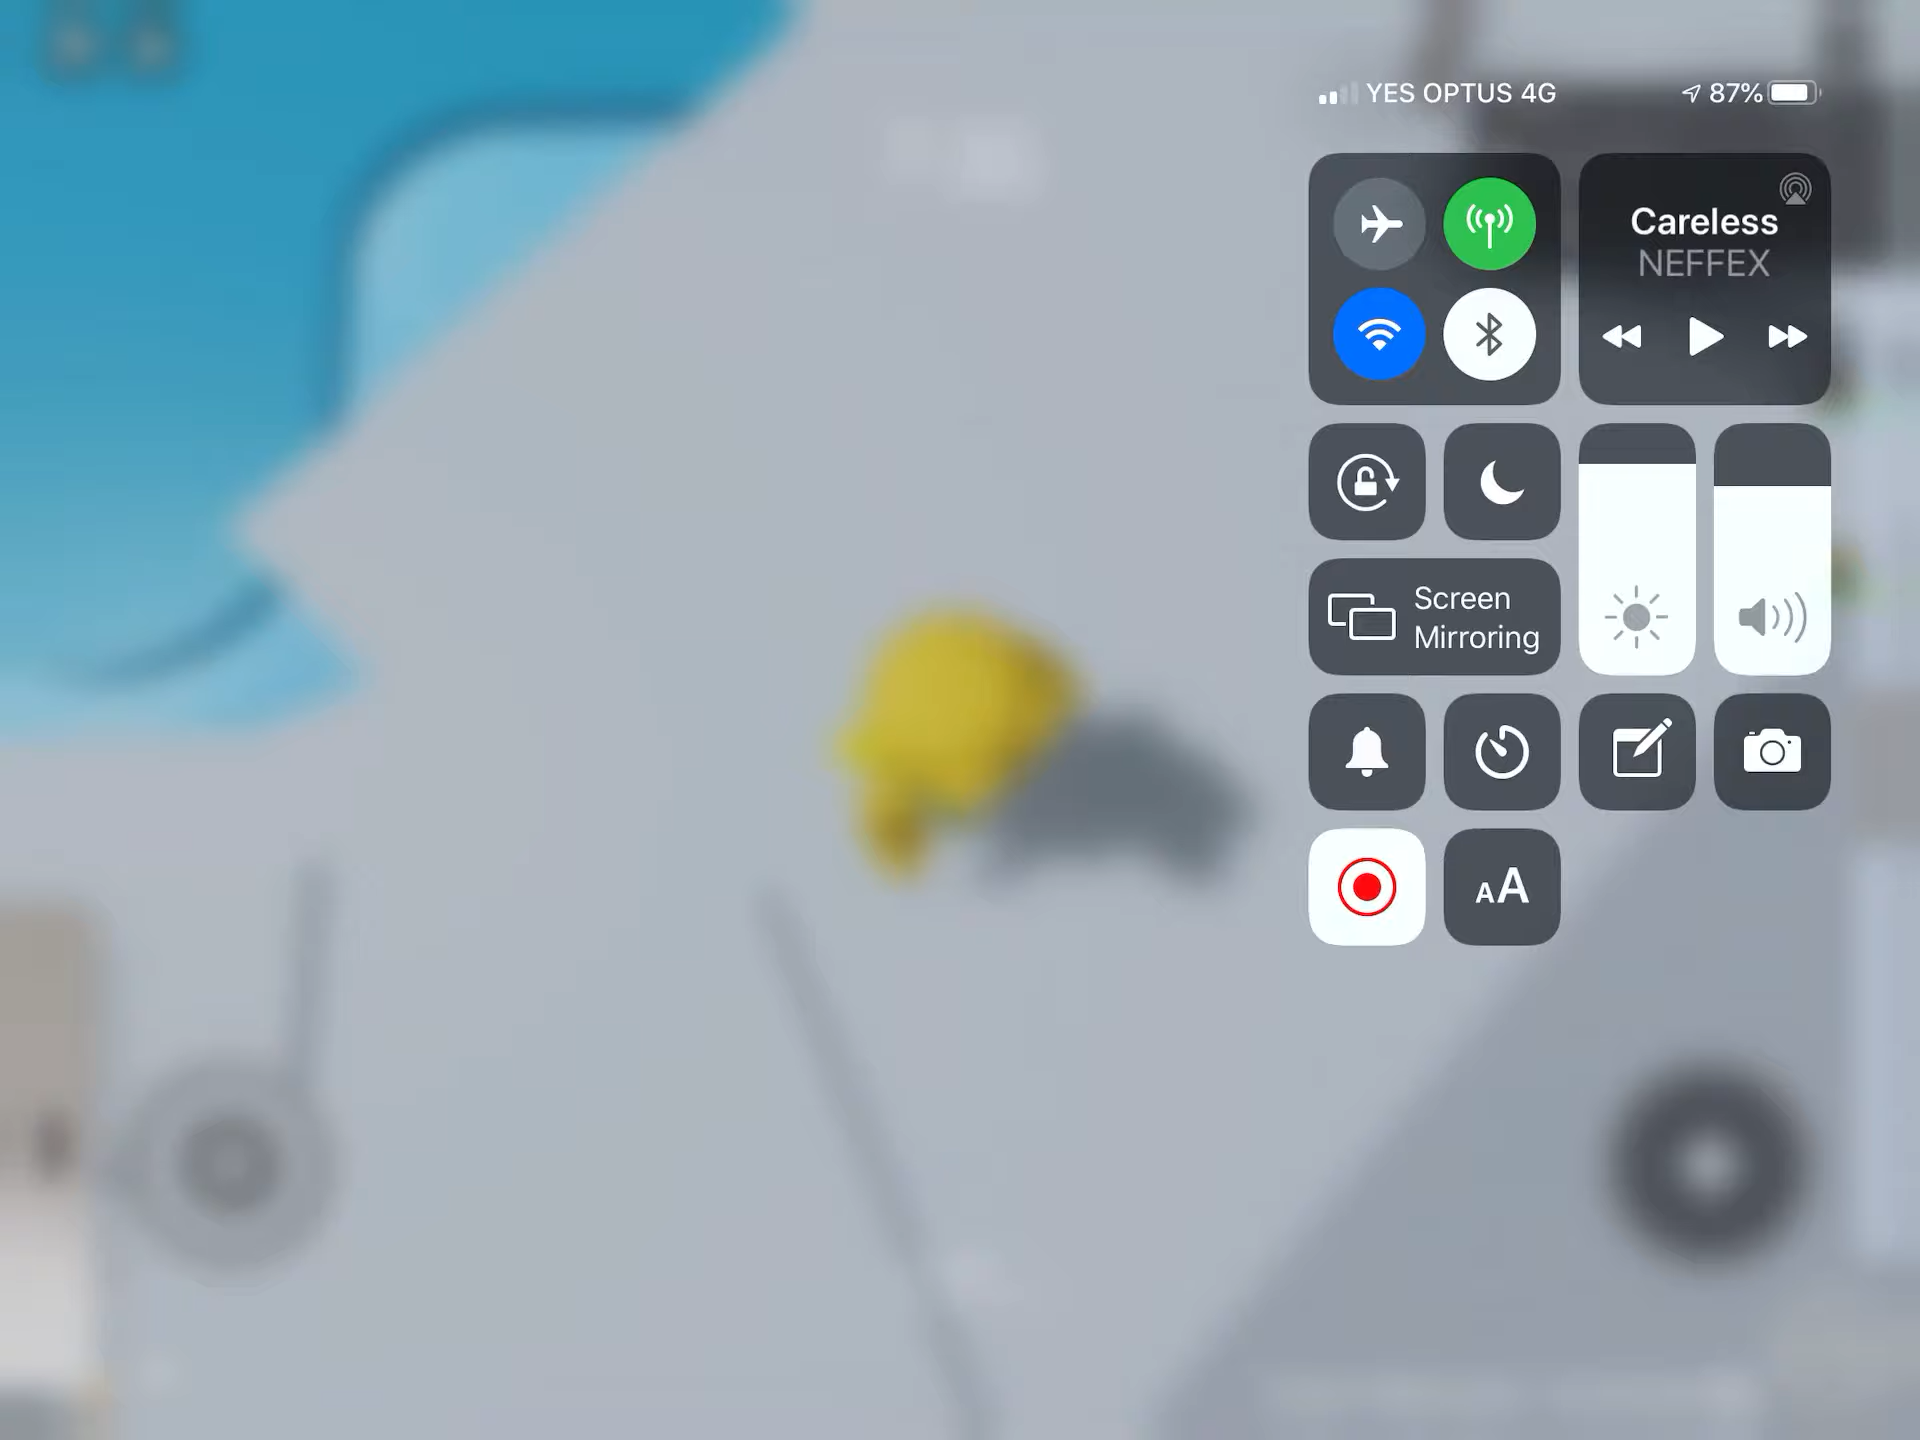 YES OPTUS 4G
87%
Careless
NEFFEX
Screen
Mirroring
AA